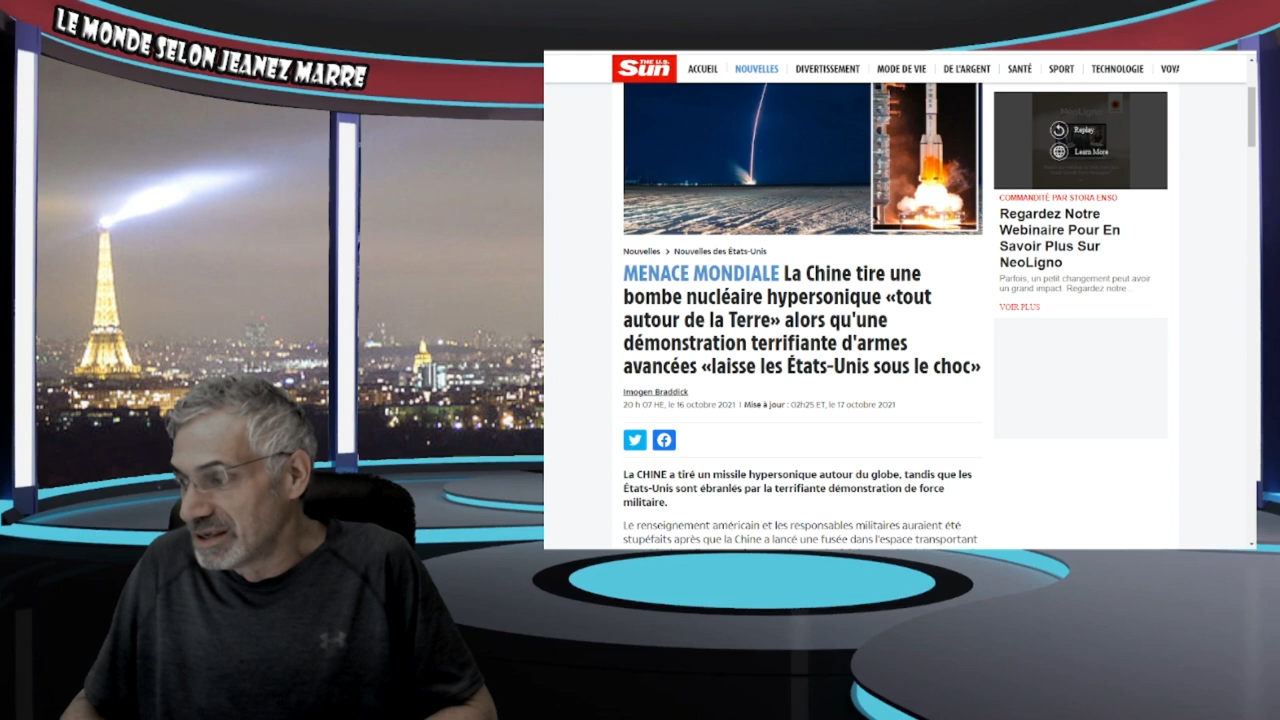 LE MONDE SELON JEANEZ MARRE
THE U.S. Sun
ACCUEIL
NOUVELLES
DIVERTISSEMENT
MODE DE VIE
DE L'ARGENT
SANTÉ
SPORT
TECHNOLOGIE
VOYA
NeoLigno
Replay
Learn More
COMMANDITÉ PAR STORA ENSO
Regardez Notre
Webinaire Pour En
Savoir Plus Sur
NeoLigno
Parfois, un petit changement peut avoir
un grand impact. Regardez notre...
VOIR PLUS
Nouvelles > Nouvelles des États-Unis
MENACE MONDIALE La Chine tire une
bombe nucléaire hypersonique «tout
autour de la Terre» alors qu'une
démonstration terrifiante d'armes
avancées «laisse les États-Unis sous le choc»
Imogen Braddick
20 h 07 HE, le 16 octobre 2021 | Mise à jour : 02h25 ET, le 17 octobre 2021
La CHINE a tiré un missile hypersonique autour du globe, tandis que les
États-Unis sont ébranlés par la terrifiante démonstration de force
militaire.
Le renseignement américain et les responsables militaires auraient été
stupéfaits après que la Chine a lancé une fusée dans l'espace transportant